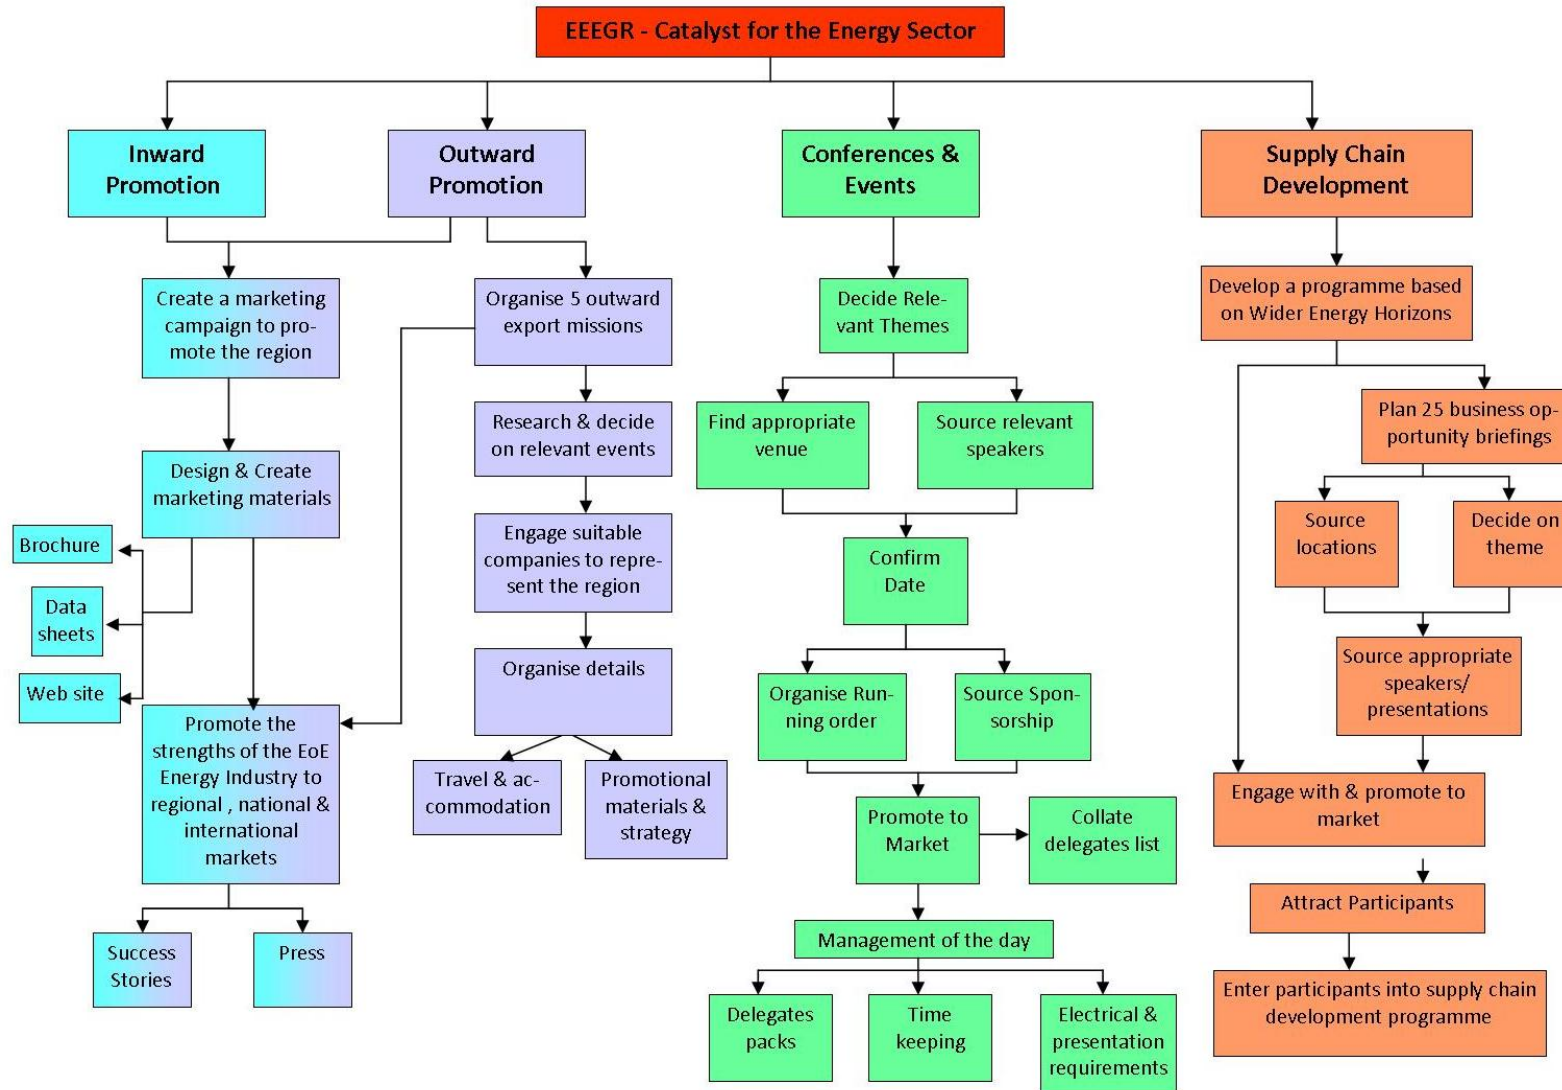 EEEGR - Catalyst for the Energy Sector
Inward
Promotion
Outward
Promotion
Conferences &
Events
Supply Chain
Development
Create a marketing
campaign to pro-
mote the region
Organise 5 outward
export missions
Decide Rele-
vant Themes
Develop a programme based
on Wider Energy Horizons
Research & decide
on relevant events
Find appropriate
venue
Source relevant
speakers
Plan 25 business op-
portunity briefings
Design & Create
marketing materials
Engage suitable
companies to repre-
sent the region
Source
locations
Decide on
theme
Brochure
Data
sheets
Web site
Confirm
Date
Organise details
Source appropriate
speakers/
presentations
Promote the
strengths of the EoE
Energy Industry to
regional , national &
international
markets
Organise Run-
ning order
Source Spon-
sorship
Travel & ac-
commodation
Promotional
materials &
strategy
Engage with & promote to
market
Promote to
Market
Collate
delegates list
Attract Participants
Success
Stories
Press
Management of the day
Enter participants into supply chain
development programme
Delegates
packs
Time
keeping
Electrical &
presentation
requirements